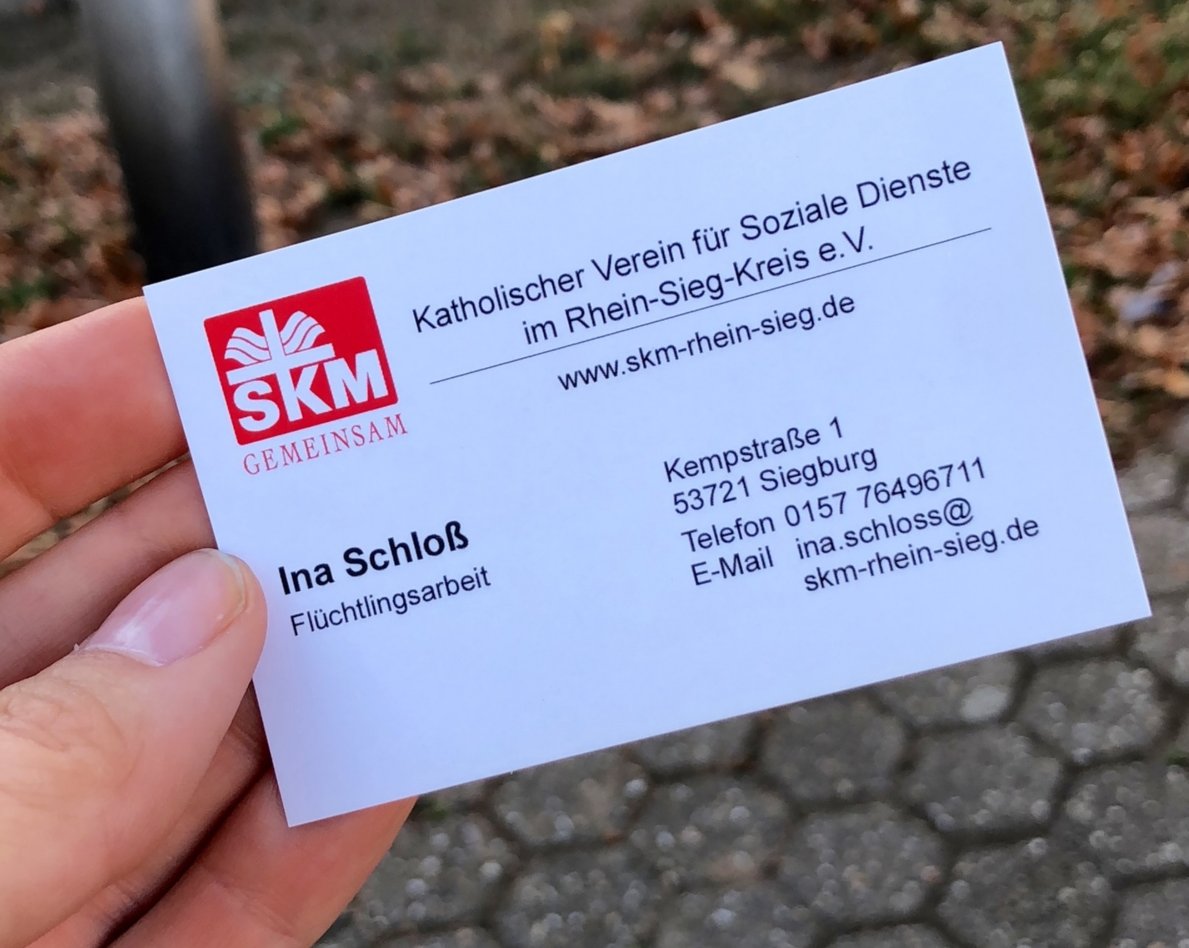 SKM
GEMEINSAM
Katholischer Verein für Soziale Dienste
im Rhein-Sieg-Kreis e.V.
www.skm-rhein-sieg.de
Ina Schloß
Flüchtlingsarbeit
Kempstraße 1
53721 Siegburg
Telefon 0157 76496711
E-Mail ina.schloss@
skm-rhein-sieg.de